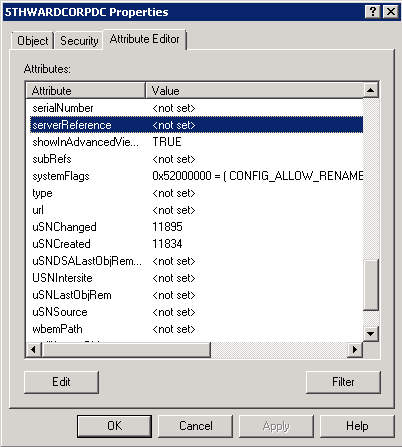 5THWARDCORPDC Properties
Object Security Attribute Editor
Attributes:
Attribute Value
serialNumber <not set>
serverReference <not set>
showInAdvancedVie... TRUE
subRefs <not set>
systemFlags 0x52000000 = ( CONFIG_ALLOW_RENAME
type <not set>
url <not set>
uSNChanged 11895
uSNCreated 11834
uSNDSALastObjRem... <not set>
USNIntersite <not set>
uSNLastObjRem <not set>
uSNSource <not set>
wbemPath <not set>
Edit Filter
OK Cancel Apply Help